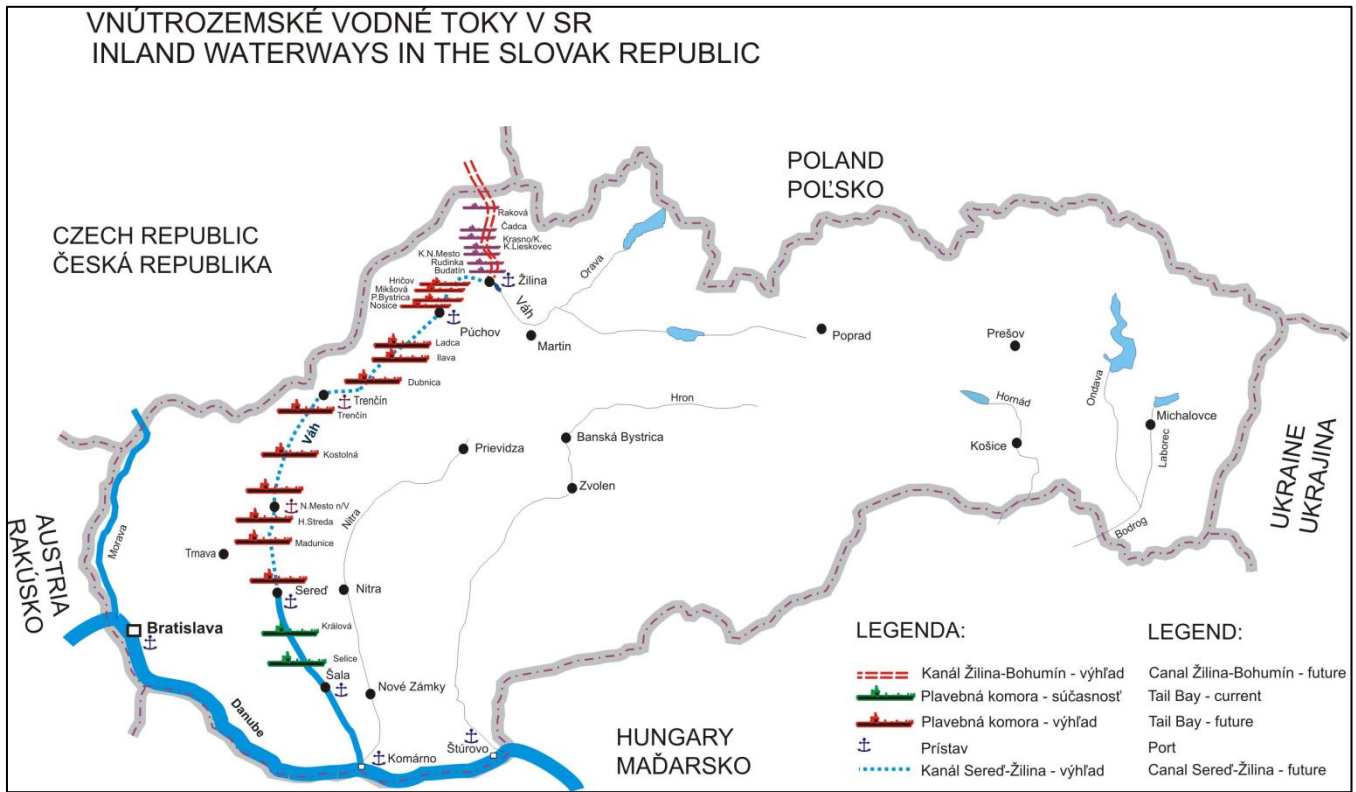 VNÚTROZEMSKÉ VODNÉ TOKY V SR
INLAND WATERWAYS IN THE SLOVAK REPUBLIC
POLAND
POĽSKO
CZECH REPUBLIC
ČESKÁ REPUBLIKA
Raková
Čadca
Krasno/K.
K.Lieskovec
K.N.Mesto
Rudinka
Budatín
Hričov
Mikšová
P.Bystrica
Nosice
Žilina
Orava
Váh
Púchov
Martin
Poprad
Prešov
Ladca
Ilava
Dubnica
Trenčín
Trenčín
Váh
Kostolná
Hron
Banská Bystrica
Prievidza
Zvolen
Hornád
Košice
Ondava
Michalovce
Laborec
Bodrog
UKRAINE
UKRAJINA
N.Mesto n/V
H.Streda
Madunice
Nitra
Morava
Trnava
AUSTRIA
RAKÚSKO
Sereď
Nitra
Bratislava
Králová
Selice
Šala
Nové Zámky
Danube
Komárno
Štúrovo
HUNGARY
MAĎARSKO
LEGENDA: LEGEND:
Kanál Žilina-Bohumín - výhľad Canal Žilina-Bohumín - future
Plavebná komora - súčasnosť Tail Bay - current
Plavebná komora - výhľad Tail Bay - future
Prístav Port
Kanál Sereď-Žilina - výhľad Canal Sereď-Žilina - future